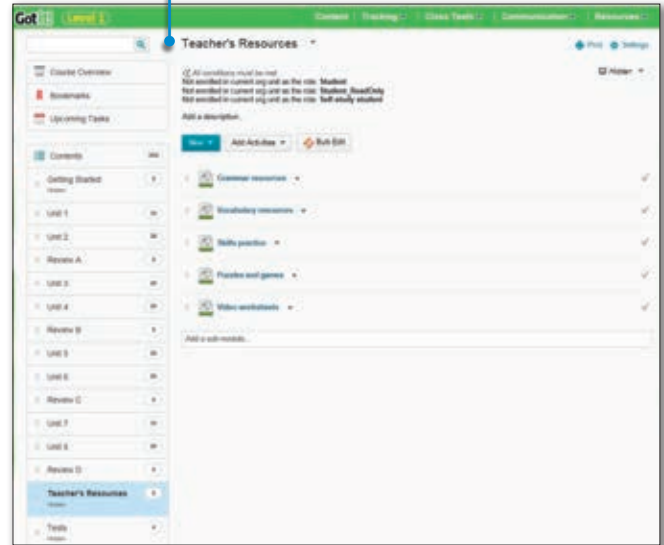 Got it! Level 1
Content Tracking Class Tools Communication Resources
Teacher's Resources
Print Settings
Course Overview
Bookmarks
Upcoming Tasks
Hidden
All conditions must be met
Not enrolled in current org unit as the role: Student
Not enrolled in current org unit as the role: Student_ReadOnly
Not enrolled in current org unit as the role: Self-study student
Add a description...
New Add Activities Bulk Edit
Contents
Getting Started
Hidden
Unit 1
Unit 2
Review A
Unit 3
Unit 4
Review B
Unit 5
Unit 6
Review C
Unit 7
Unit 8
Review D
Teacher's Resources
Hidden
Tests
Hidden
Grammar resources
Vocabulary resources
Skills practice
Puzzles and games
Video worksheets
Add a sub-module...